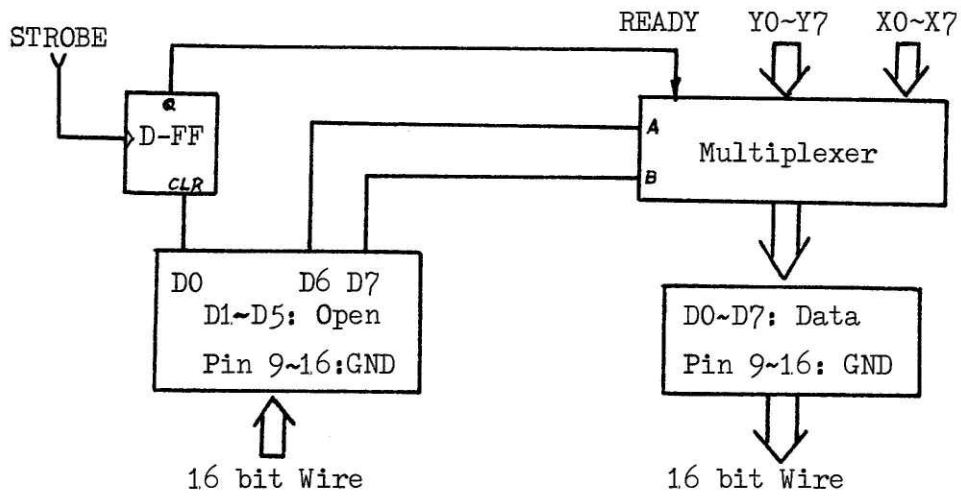 READY Y0~Y7 X0~X7
STROBE
Q
D-FF
CLR
A
Multiplexer
B
D0 D6 D7
D1~D5: Open
Pin 9~16:GND
D0~D7: Data
Pin 9~16: GND
16 bit Wire
16 bit Wire